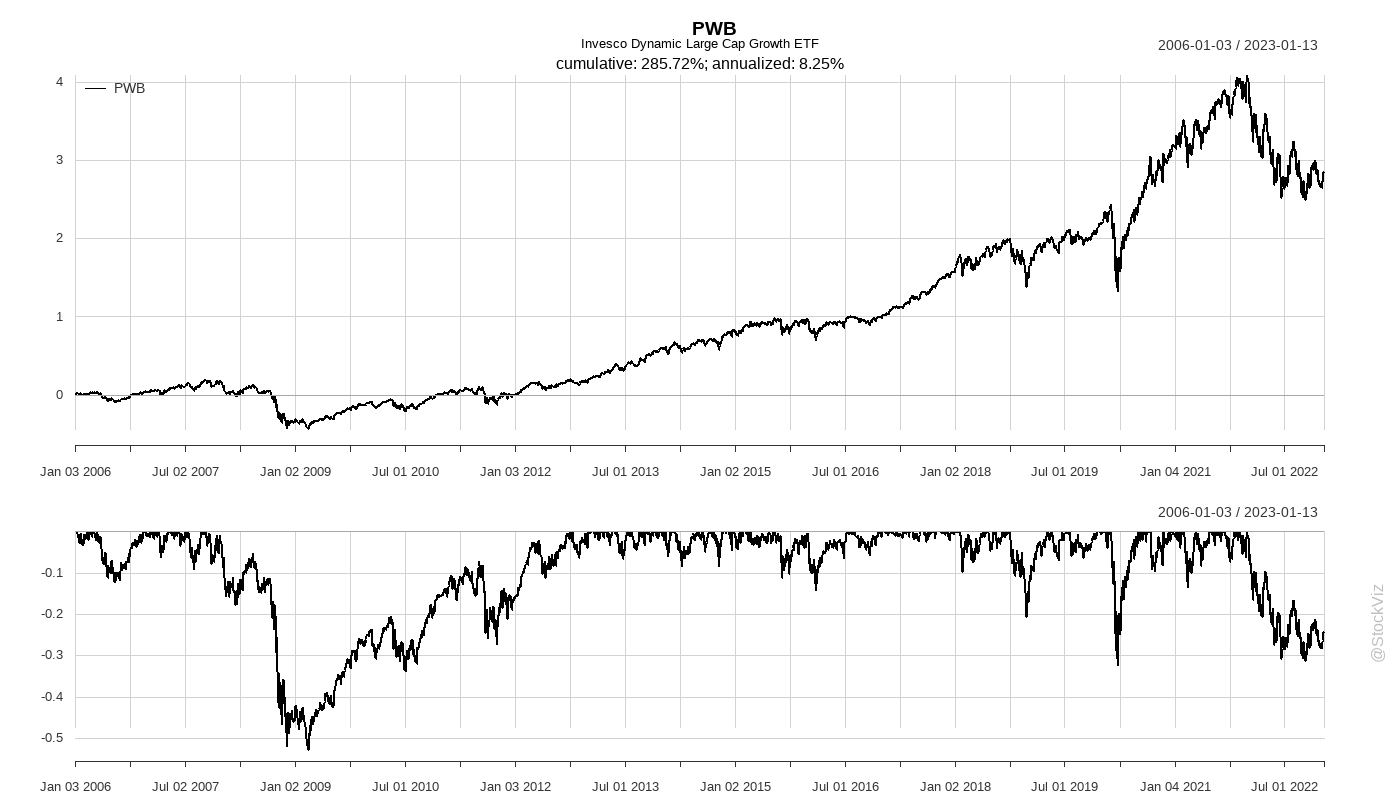 PWB
Invesco Dynamic Large Cap Growth ETF
2006-01-03 / 2023-01-13
cumulative: 285.72%; annualized: 8.25%
PWB
4
3
2
1
0
Jan 03 2006 Jul 02 2007 Jan 02 2009 Jul 01 2010 Jan 03 2012 Jul 01 2013 Jan 02 2015 Jul 01 2016 Jan 02 2018 Jul 01 2019 Jan 04 2021 Jul 01 2022
2006-01-03 / 2023-01-13
-0.1
-0.2
-0.3
-0.4
-0.5
Jan 03 2006 Jul 02 2007 Jan 02 2009 Jul 01 2010 Jan 03 2012 Jul 01 2013 Jan 02 2015 Jul 01 2016 Jan 02 2018 Jul 01 2019 Jan 04 2021 Jul 01 2022
@StockViz